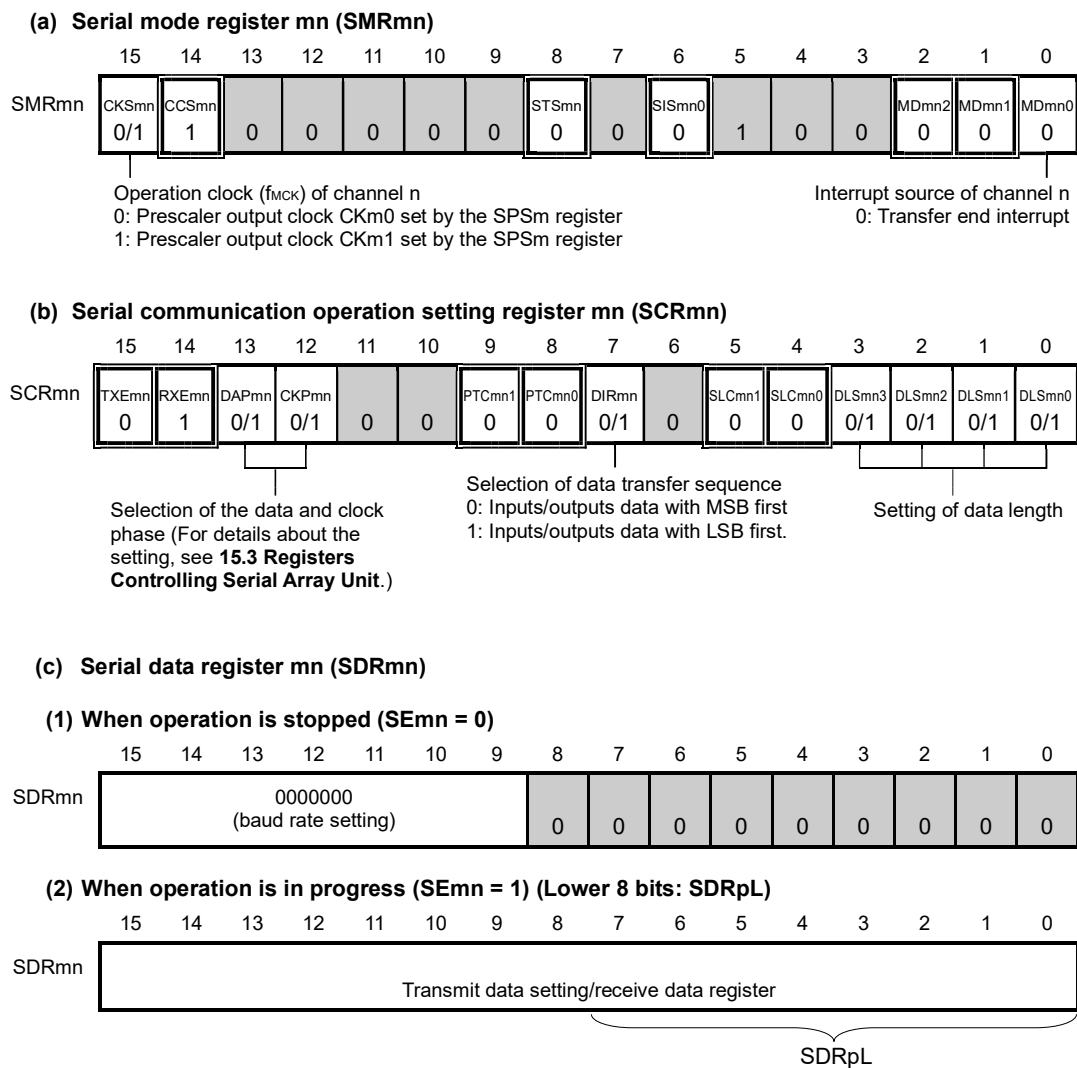 (a) Serial mode register mn (SMRmn)
15 14 13 12 11 10 9 8 7 6 5 4 3 2 1 0
SMRmn CKSmn CCSmn STSmn SISmn0 MDmn2 MDmn1 MDmn0
0/1 1 0 0 0 0 0 0 0 0 1 0 0 0 0 0
Operation clock (fMCK) of channel n
0: Prescaler output clock CKm0 set by the SPSm register
1: Prescaler output clock CKm1 set by the SPSm register
Interrupt source of channel n
0: Transfer end interrupt
(b) Serial communication operation setting register mn (SCRmn)
15 14 13 12 11 10 9 8 7 6 5 4 3 2 1 0
SCRmn TXEmn RXEmn DAPmn CKPmn PTCmn1 PTCmn0 DIRmn SLCmn1 SLCmn0 DLSmn3 DLSmn2 DLSmn1 DLSmn0
0 1 0/1 0/1 0 0 0 0 0/1 0 0 0 0/1 0/1 0/1 0/1
Selection of the data and clock
phase (For details about the
setting, see 15.3 Registers
Controlling Serial Array Unit.)
Selection of data transfer sequence
0: Inputs/outputs data with MSB first
1: Inputs/outputs data with LSB first.
Setting of data length
(c) Serial data register mn (SDRmn)
(1) When operation is stopped (SEmn = 0)
15 14 13 12 11 10 9 8 7 6 5 4 3 2 1 0
SDRmn 0000000
(baud rate setting) 0 0 0 0 0 0 0 0 0
(2) When operation is in progress (SEmn = 1) (Lower 8 bits: SDRpL)
15 14 13 12 11 10 9 8 7 6 5 4 3 2 1 0
SDRmn
Transmit data setting/receive data register
SDRpL